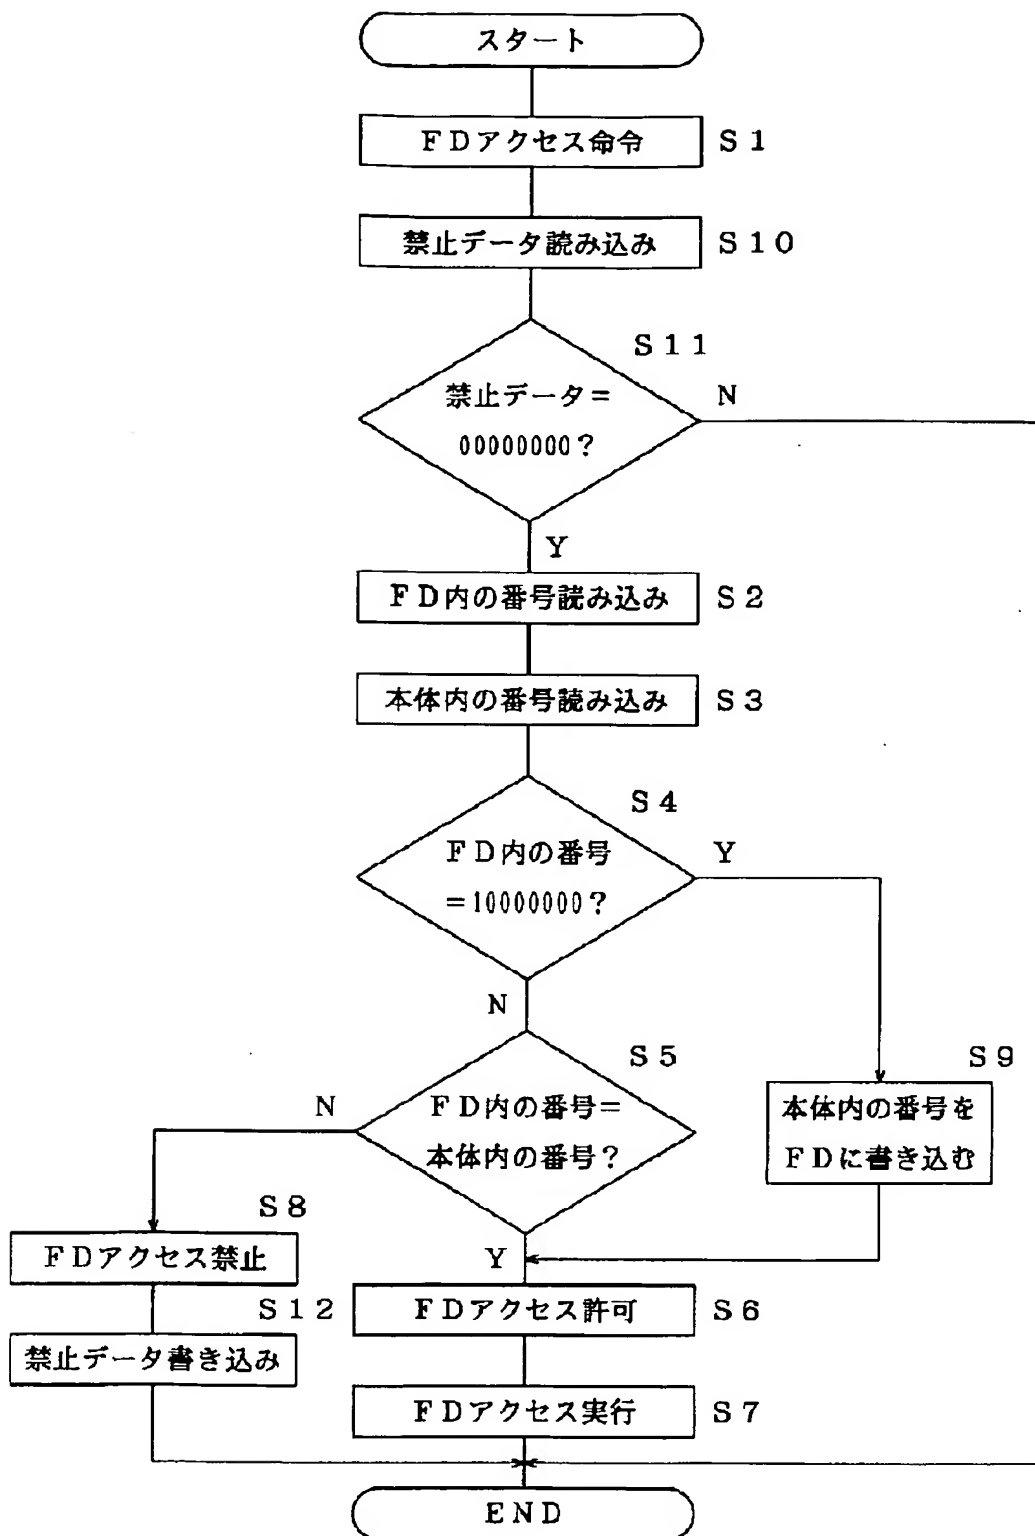 スタート
FDアクセス命令 S1
禁止データ読み込み S10
S11
禁止データ=
00000000?
N
Y
FD内の番号読み込み S2
本体内の番号読み込み S3
S4
FD内の番号
=10000000?
Y
N
S5
FD内の番号=
本体内の番号?
N
Y
S9
本体内の番号を
FDに書き込む
S8
FDアクセス禁止
S12
禁止データ書き込み
FDアクセス許可 S6
FDアクセス実行 S7
END